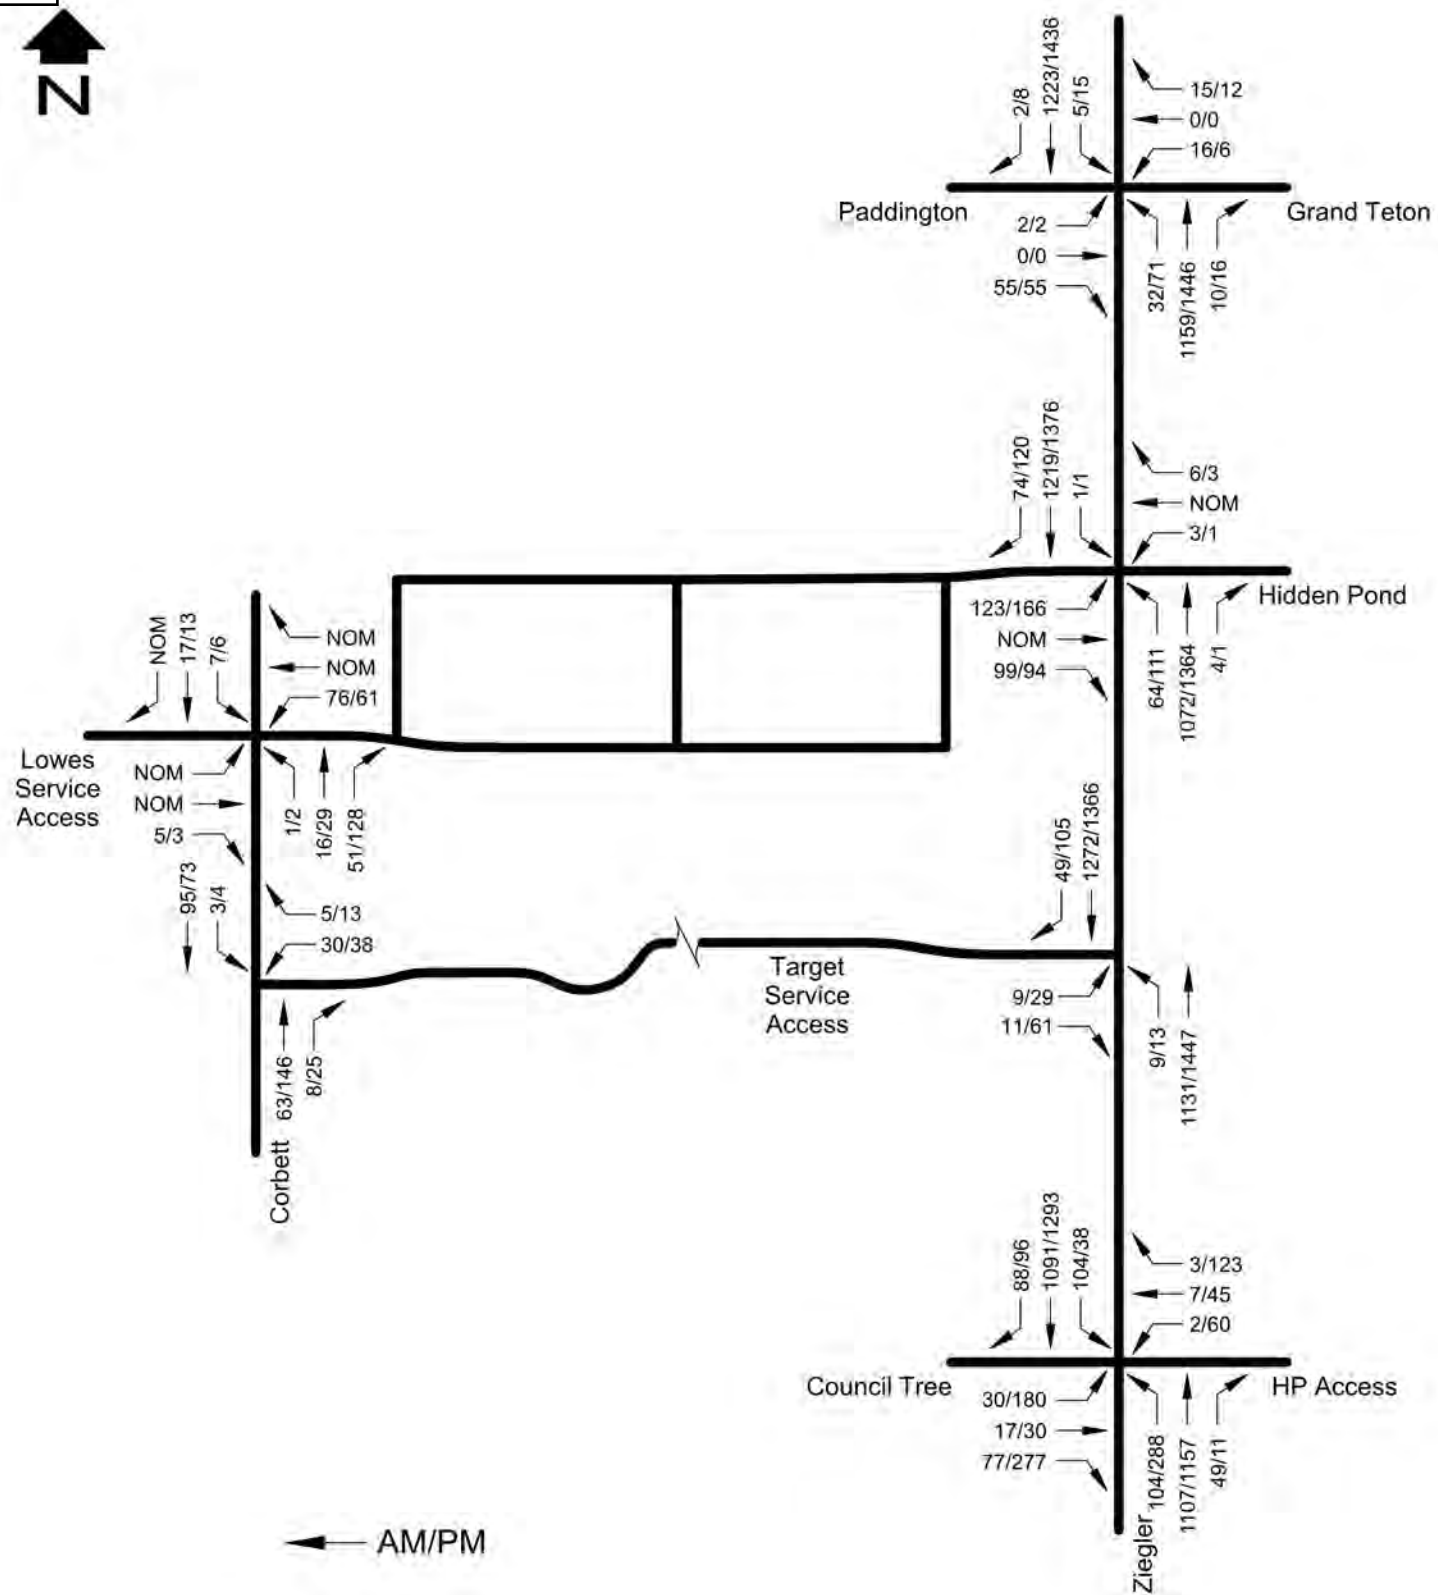 N
2/8
1223/1436
5/15
15/12
0/0
16/6
Paddington
Grand Teton
2/2
0/0
55/55
32/71
1159/1446
10/16
74/120
1219/1376
1/1
6/3
NOM
3/1
Hidden Pond
123/166
NOM
99/94
64/111
1072/1364
4/1
NOM
17/13
7/6
NOM
NOM
76/61
Lowes
Service
Access
NOM
NOM
5/3
1/2
16/29
51/128
95/73
3/4
5/13
30/38
63/146
8/25
Corbett
49/105
1272/1366
Target
Service
Access
9/29
11/61
9/13
1131/1447
88/96
1091/1293
104/38
3/123
7/45
2/60
Council Tree
HP Access
30/180
17/30
77/277
104/288
1107/1157
49/11
Ziegler
AM/PM